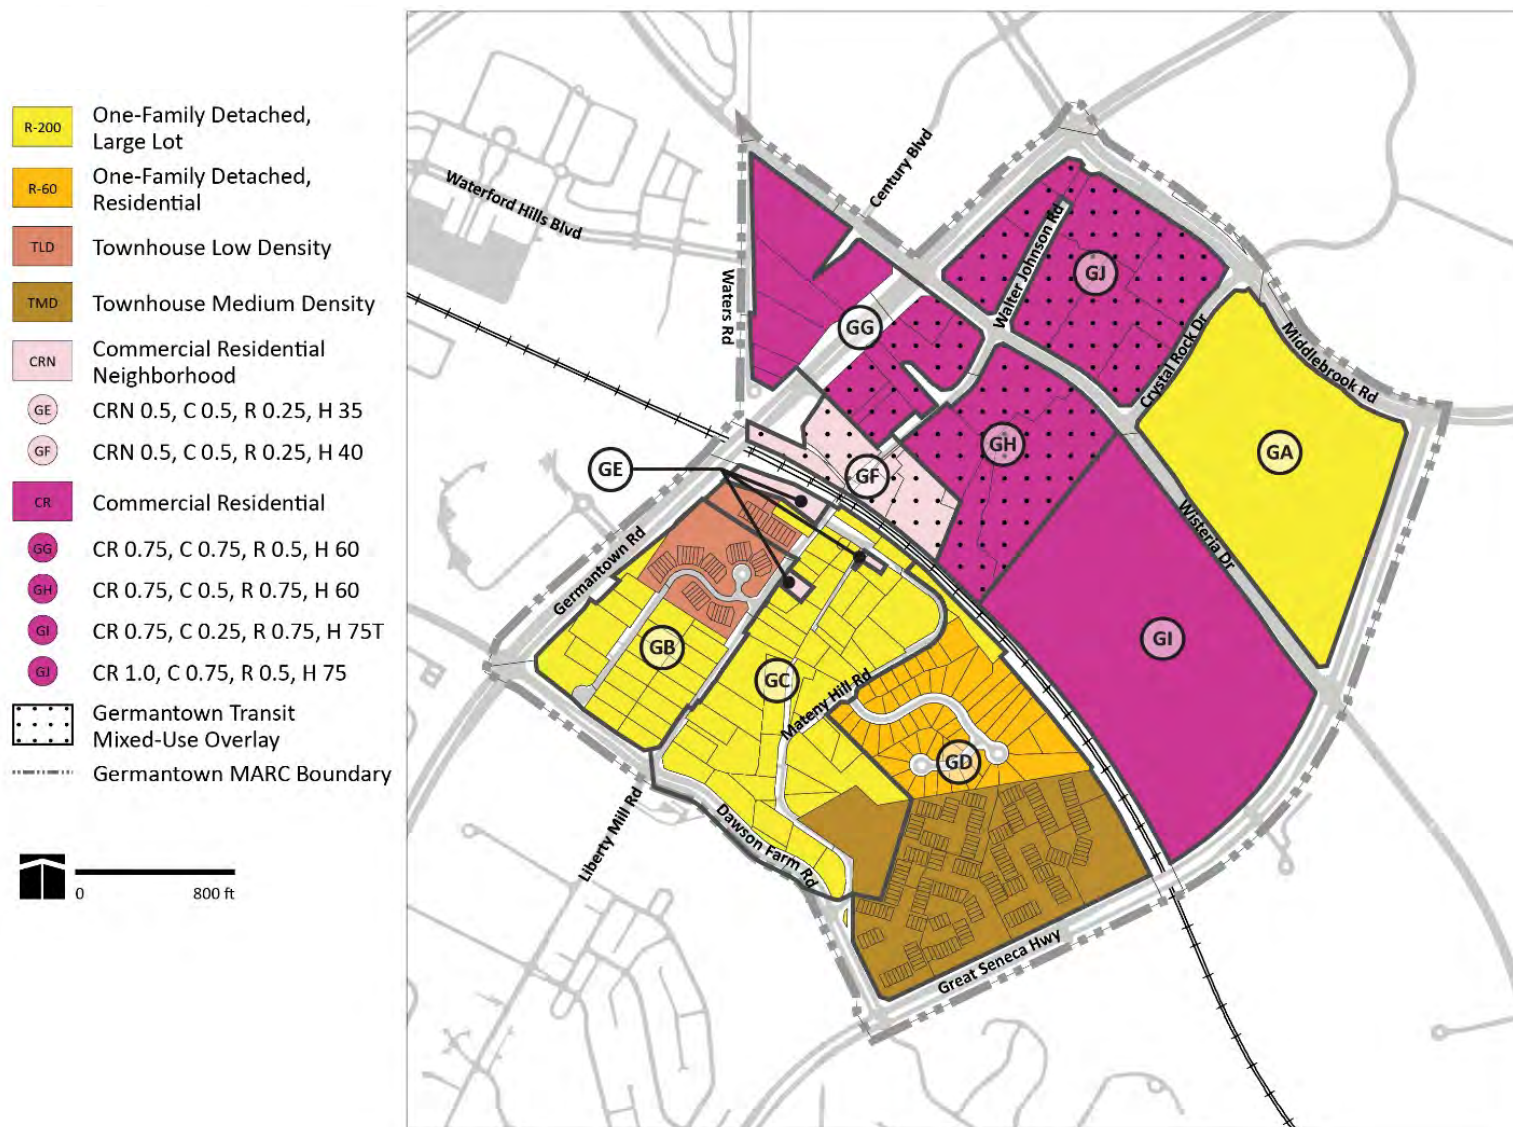 R-200
One-Family Detached,
Large Lot
R-60
One-Family Detached,
Residential
TLD
Townhouse Low Density
TMD
Townhouse Medium Density
CRN
Commercial Residential
Neighborhood
GE
CRN 0.5, C 0.5, R 0.25, H 35
GF
CRN 0.5, C 0.5, R 0.25, H 40
CR
Commercial Residential
GG
CR 0.75, C 0.75, R 0.5, H 60
GH
CR 0.75, C 0.5, R 0.75, H 60
GI
CR 0.75, C 0.25, R 0.75, H 75T
GJ
CR 1.0, C 0.75, R 0.5, H 75
Germantown Transit
Mixed-Use Overlay
Germantown MARC Boundary
0
800 ft
Waterford Hills Blvd
Century Blvd
Waters Rd
Walter Johnson Rd
GJ
GG
Crystal Rock Dr
Middlebrook Rd
GH
GA
GE
GF
Wisteria Dr
Germantown Rd
GB
GC
GI
Mateny Hill Rd
GD
Liberty Mill Rd
Dawson Farm Rd
Great Seneca Hwy